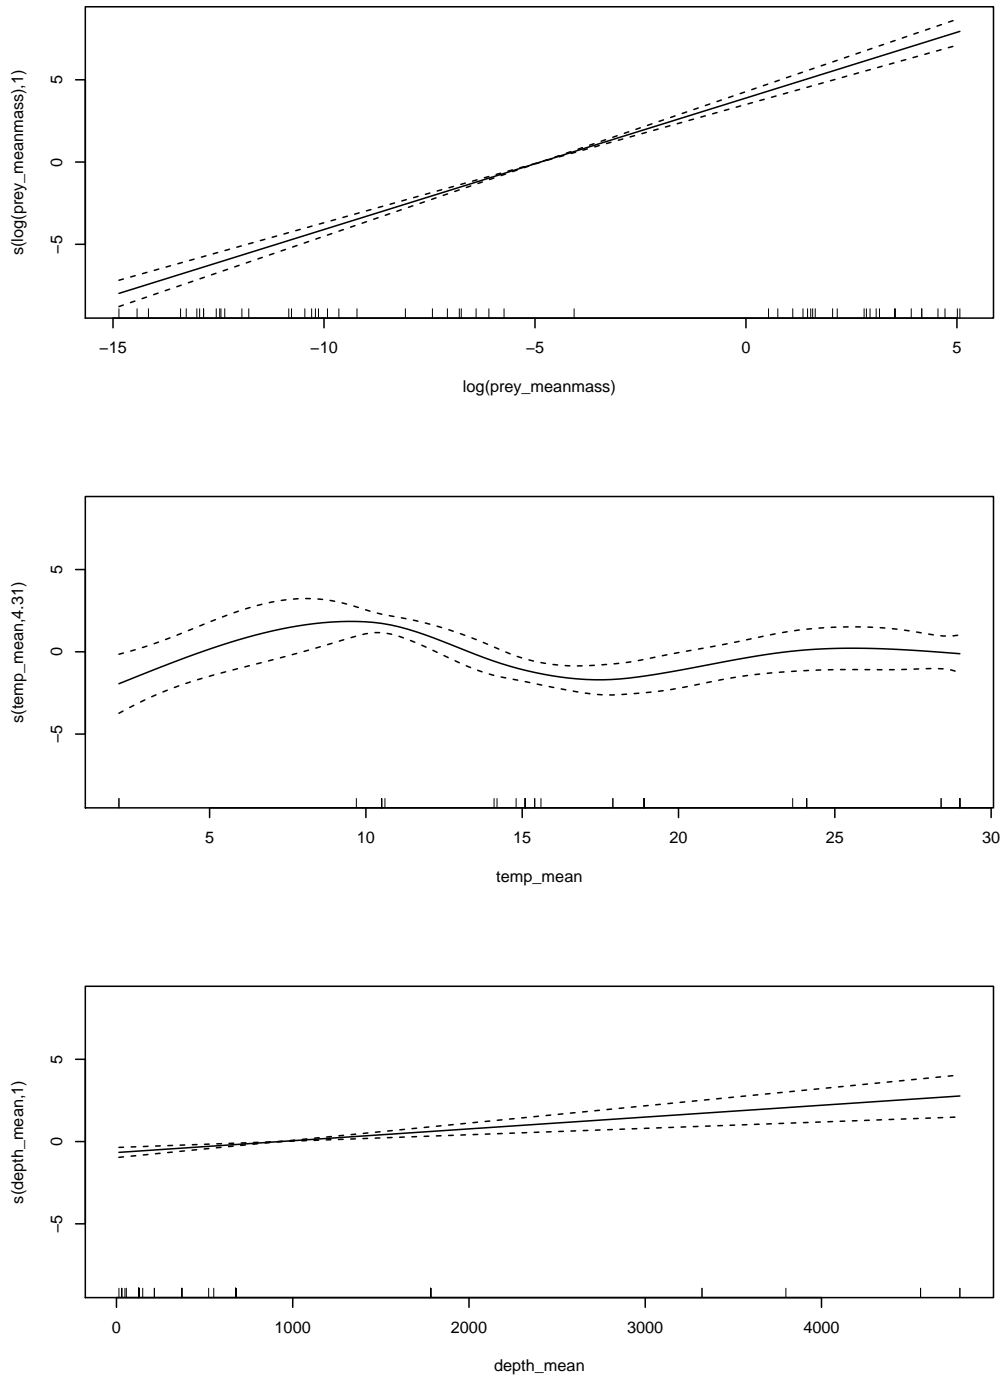 s(log(prey_meanmass),1)
5
0
−5
−15 −10 −5 0 5
log(prey_meanmass)
s(temp_mean,4.31)
5
0
−5
5 10 15 20 25 30
temp_mean
s(depth_mean,1)
5
0
−5
0 1000 2000 3000 4000
depth_mean